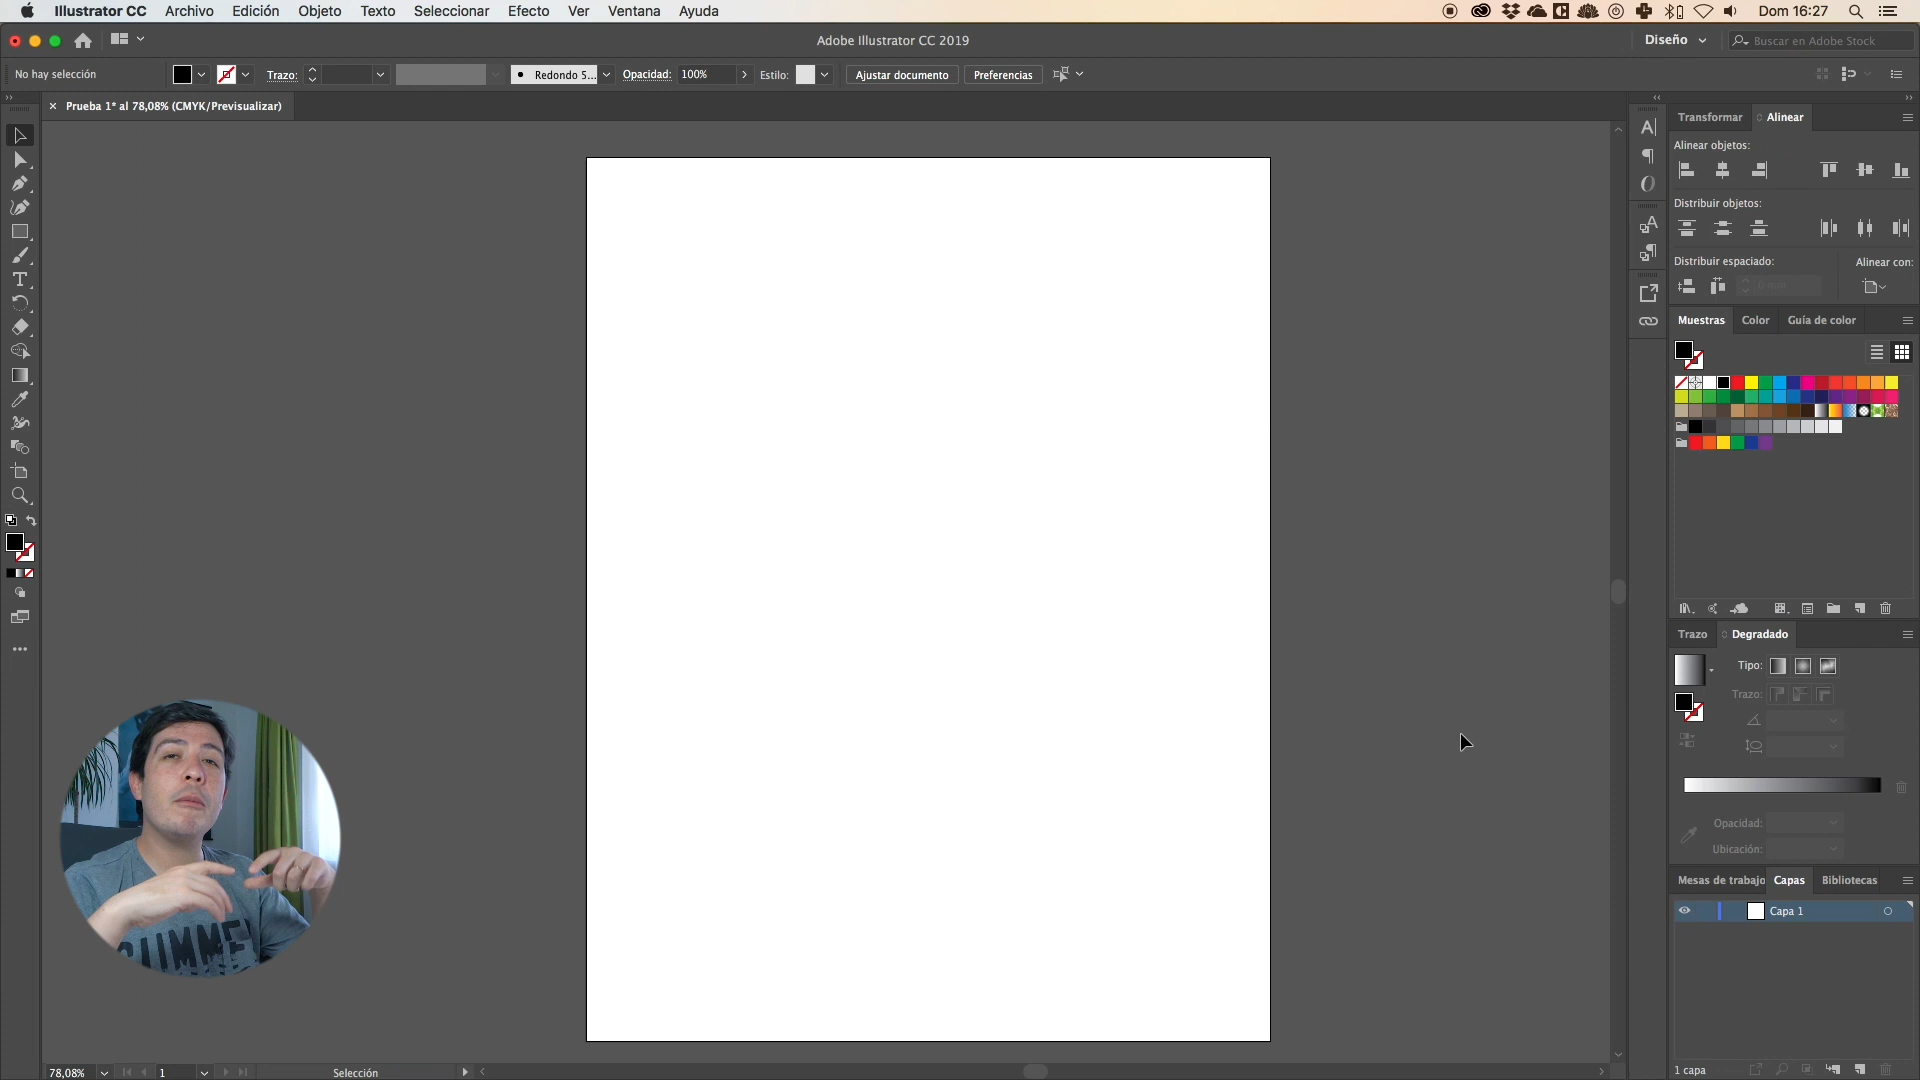 Illustrator CC Archivo Edición Objeto Texto Seleccionar Efecto Ver Ventana Ayuda Dom 16:27
Adobe Illustrator CC 2019 Diseño Buscar en Adobe Stock
No hay selección Trazo: Redondo 5... Opacidad: 100% Estilo: Ajustar documento Preferencias
Prueba 1* al 78,08% (CMYK/Previsualizar)
Transformar Alinear
Alinear objetos:
Distribuir objetos:
Distribuir espaciado: Alinear con:
0 mm
Muestras Color Guía de color
Trazo Degradado
Tipo:
Trazo:
Opacidad:
Ubicación:
Mesas de trabajo Capas Bibliotecas
Capa 1
SUMME
78,08% 1 Selección
1 capa